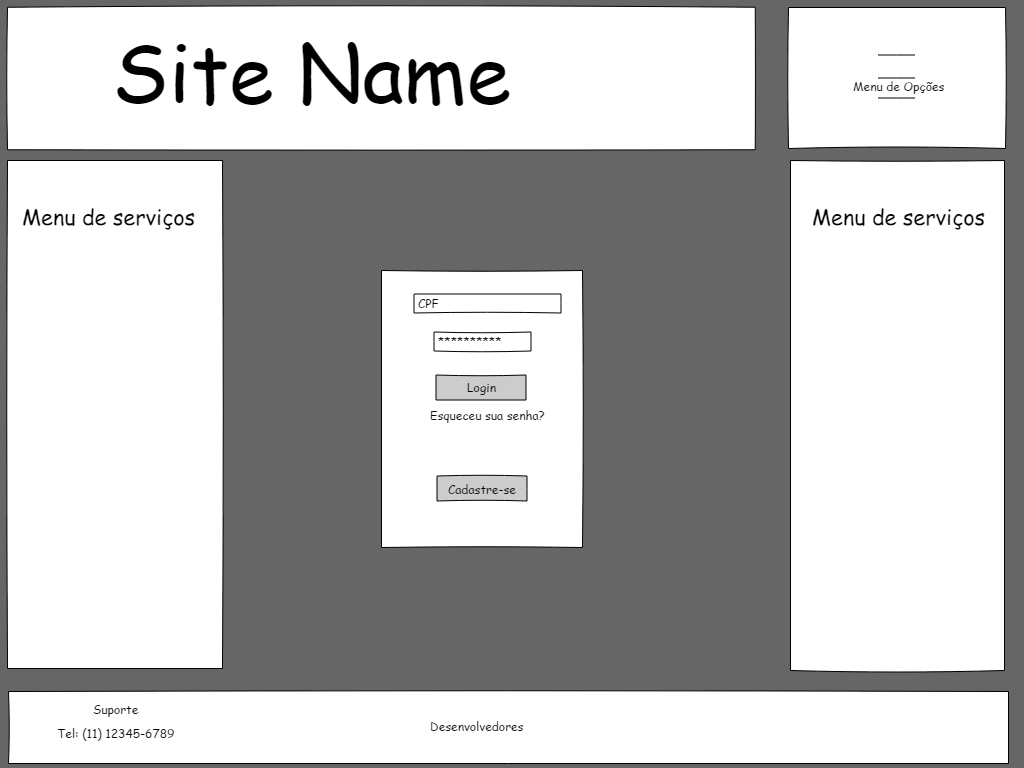 Site Name
Menu de Opções
Menu de serviços
Menu de serviços
CPF
**********
Login
Esqueceu sua senha?
Cadastre-se
Suporte
Tel: (11) 12345-6789
Desenvolvedores